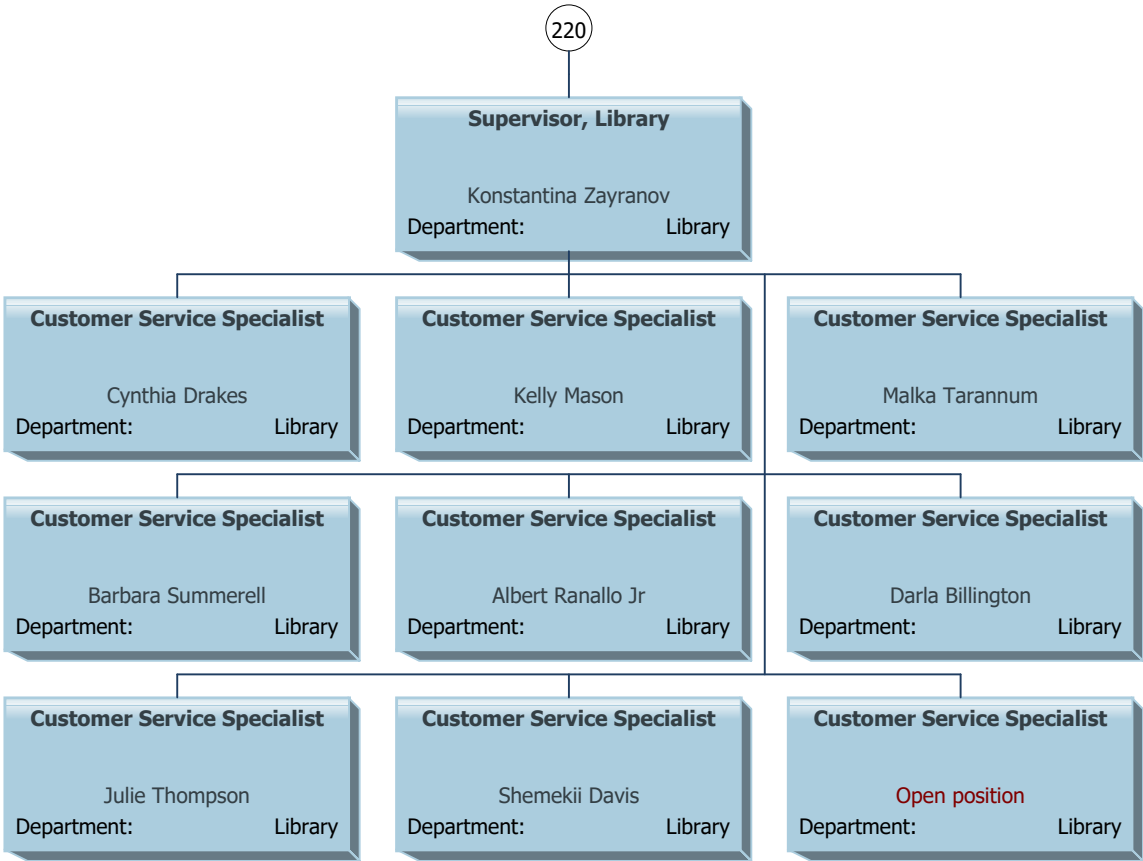 220
Supervisor, Library
Konstantina Zayranov
Department: Library
Customer Service Specialist
Cynthia Drakes
Department: Library
Customer Service Specialist
Kelly Mason
Department: Library
Customer Service Specialist
Malka Tarannum
Department: Library
Customer Service Specialist
Barbara Summerell
Department: Library
Customer Service Specialist
Albert Ranallo Jr
Department: Library
Customer Service Specialist
Darla Billington
Department: Library
Customer Service Specialist
Julie Thompson
Department: Library
Customer Service Specialist
Shemekii Davis
Department: Library
Customer Service Specialist
Open position
Department: Library